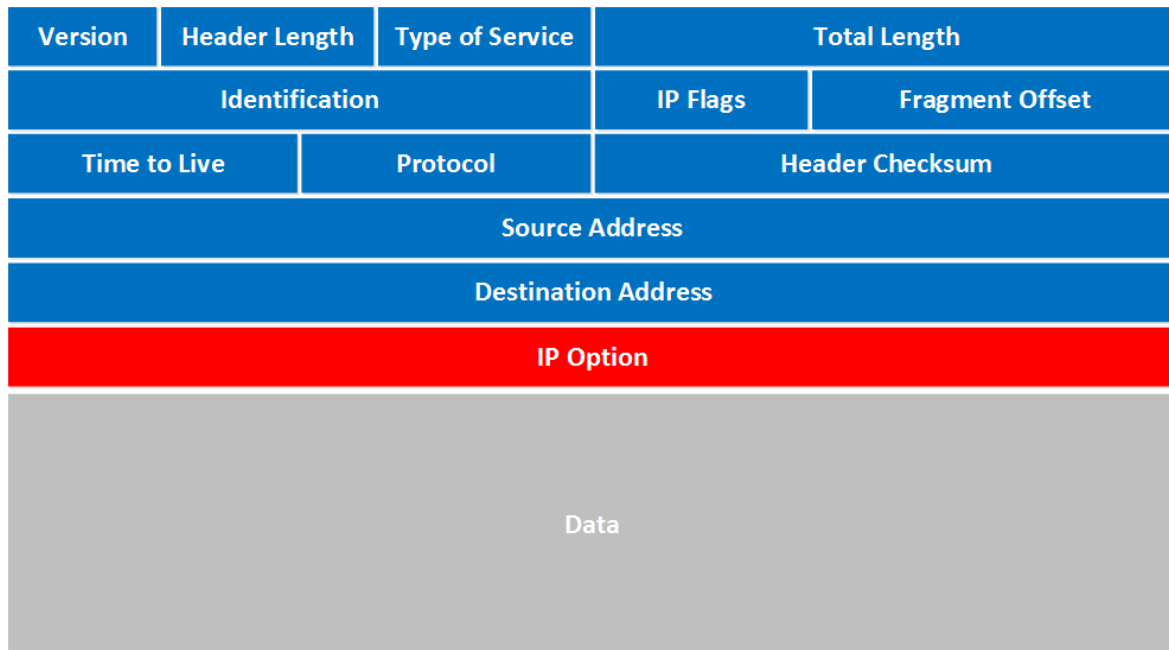 Version Header Length Type of Service Total Length
Identification IP Flags Fragment Offset
Time to Live Protocol Header Checksum
Source Address
Destination Address
IP Option
Data